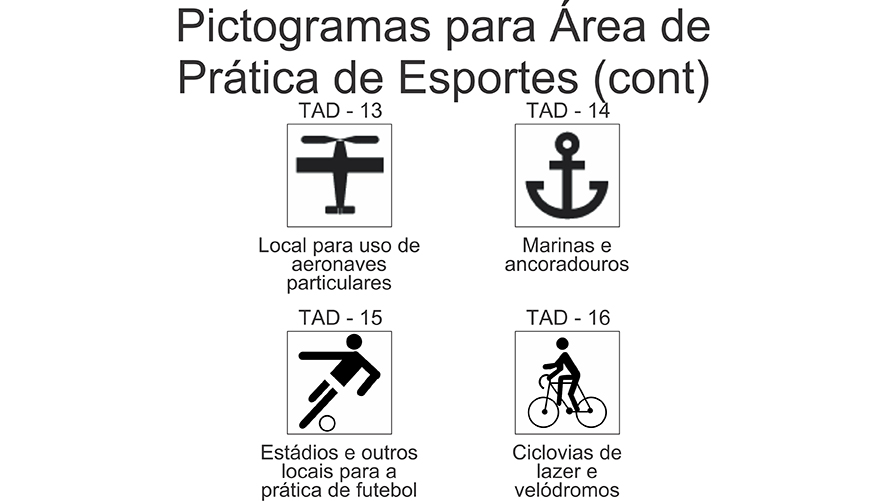 Pictogramas para Área de
Prática de Esportes (cont)
TAD - 13
Local para uso de
aeronaves
particulares
TAD - 14
Marinas e
ancoradouros
TAD - 15
Estádios e outros
locais para a
prática de futebol
TAD - 16
Ciclovias de
lazer e
velódromos